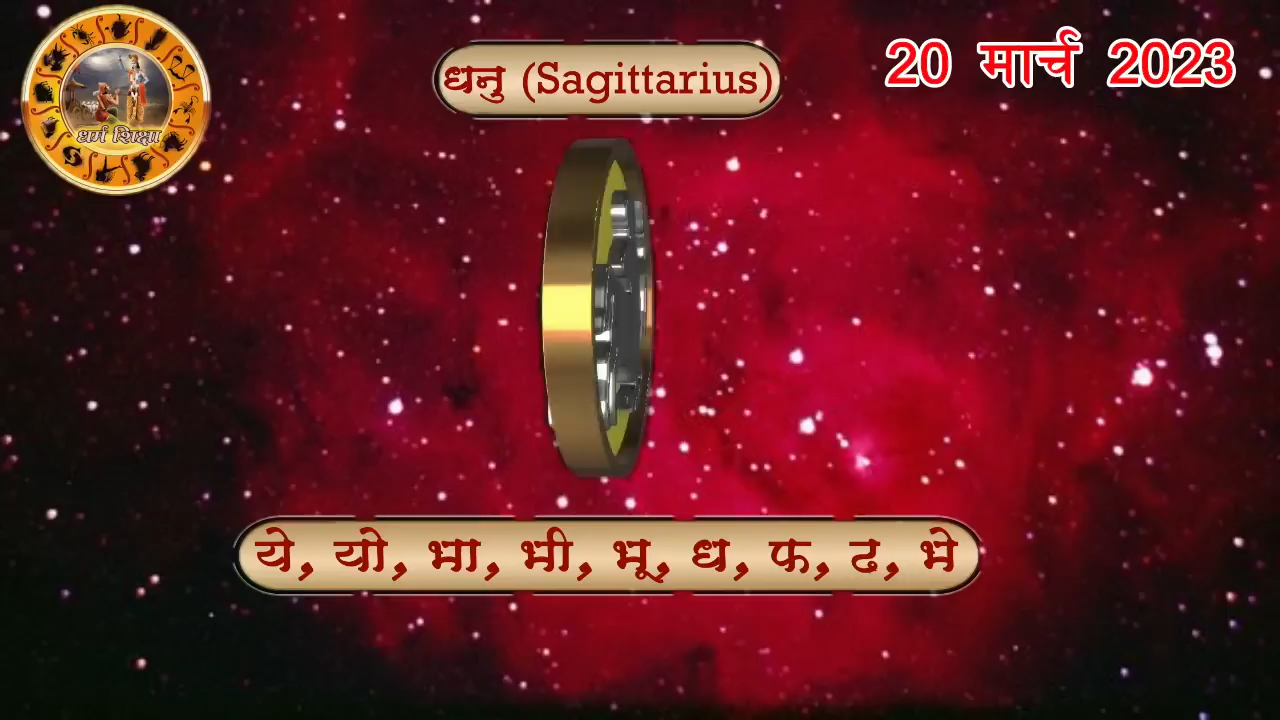 धनु (Sagittarius)
20 मार्च 2023
धर्म शिक्षा
ये, यो, भा, भी, भू, ध, फ, ढ, भे